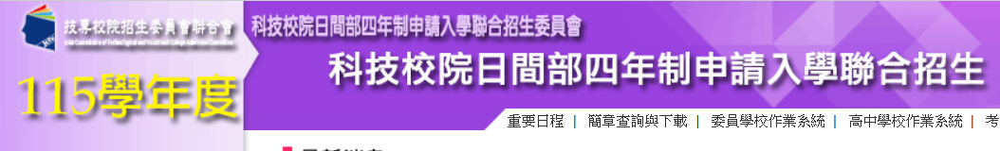 技專校院招生委員會聯合會
Joint Commission of Technological and Vocational College Admission Committee
115學年度
科技校院日間部四年制申請入學聯合招生委員會
科技校院日間部四年制申請入學聯合招生
重要日程 | 簡章查詢與下載 | 委員學校作業系統 | 高中學校作業系統 | 考